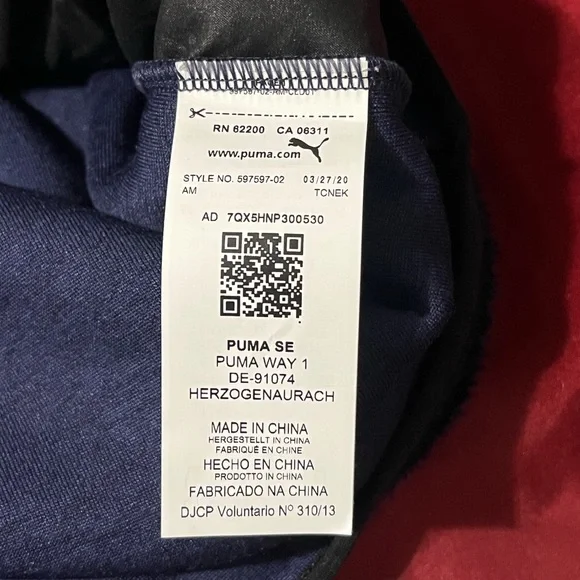 RN 62200 CA 06311
www.puma.com
STYLE NO. 597597-02 03/27/20
AM TCNEK
AD 7QX5HNP300530
PUMA SE
PUMA WAY 1
DE-91074
HERZOGENAURACH
MADE IN CHINA
HERGESTELLT IN CHINA
FABRIQUÉ EN CHINE
HECHO EN CHINA
PRODOTTO IN CHINA
FABRICADO NA CHINA
DJCP Voluntario Nº 310/13